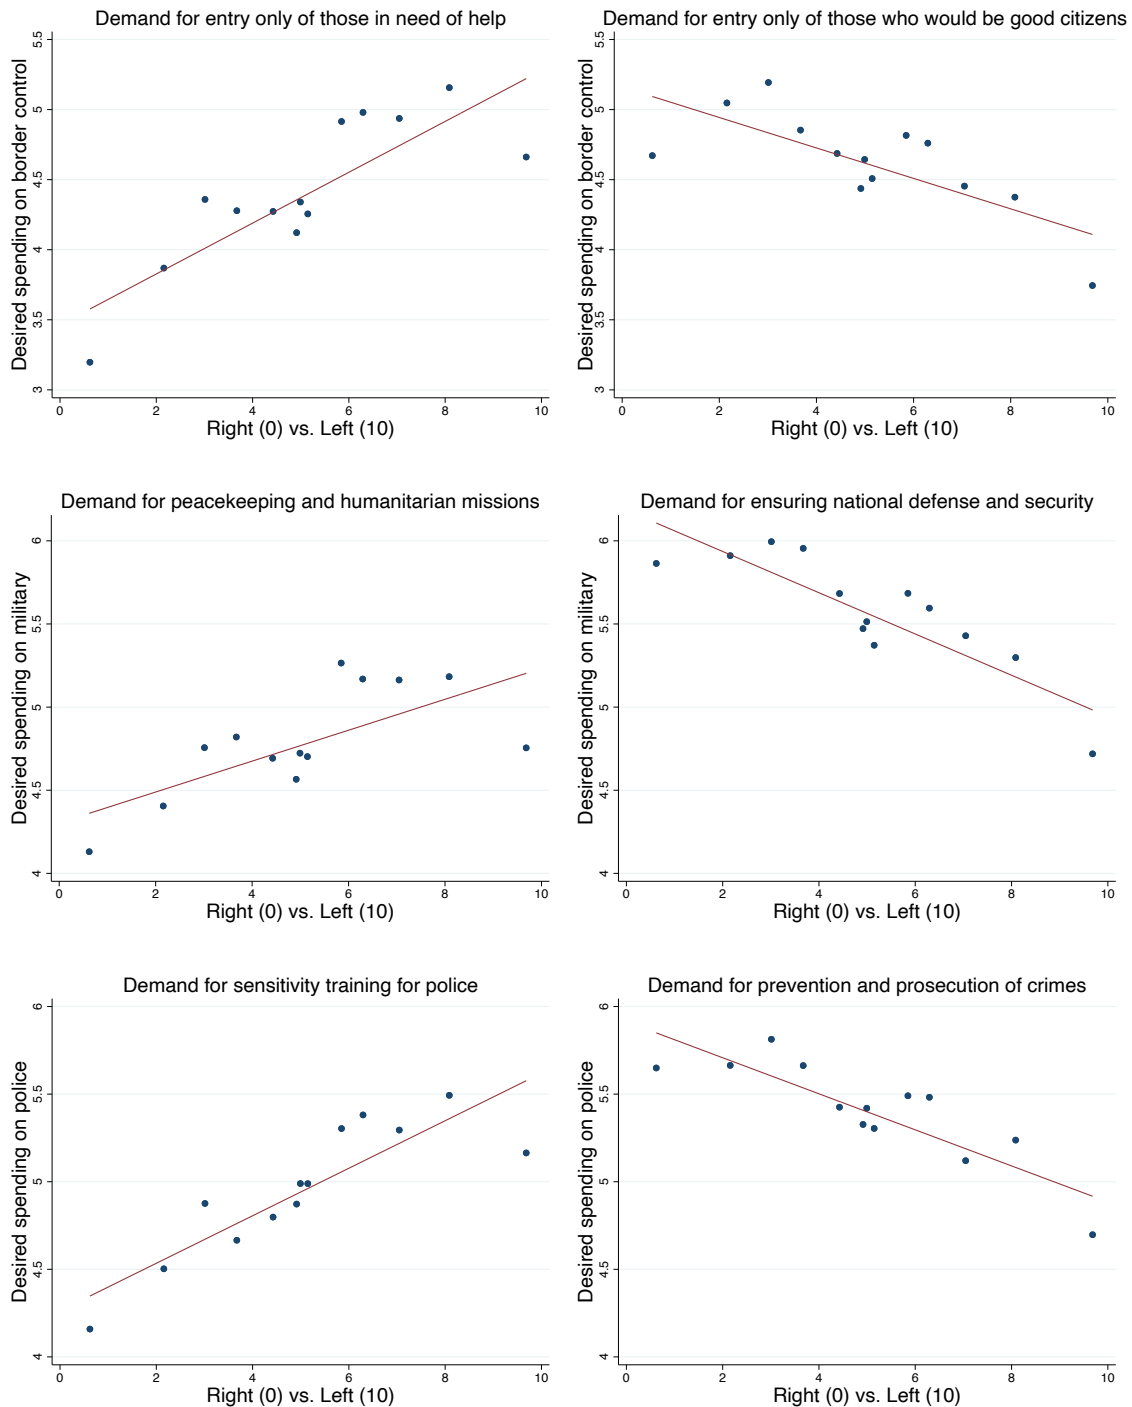 Demand for entry only of those in need of help
Desired spending on border control
5.5
5
4.5
4
3.5
3
0 2 4 6 8 10
Right (0) vs. Left (10)
Demand for entry only of those who would be good citizens
Desired spending on border control
5.5
5
4.5
4
3.5
3
0 2 4 6 8 10
Right (0) vs. Left (10)
Demand for peacekeeping and humanitarian missions
Desired spending on military
6
5.5
5
4.5
4
0 2 4 6 8 10
Right (0) vs. Left (10)
Demand for ensuring national defense and security
Desired spending on military
6
5.5
5
4.5
4
0 2 4 6 8 10
Right (0) vs. Left (10)
Demand for sensitivity training for police
Desired spending on police
6
5.5
5
4.5
4
0 2 4 6 8 10
Right (0) vs. Left (10)
Demand for prevention and prosecution of crimes
Desired spending on police
6
5.5
5
4.5
4
0 2 4 6 8 10
Right (0) vs. Left (10)